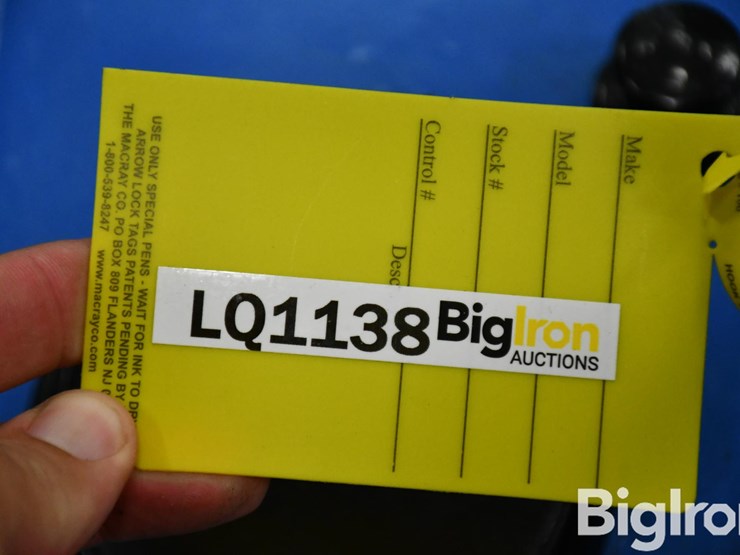 LQ1138 BigIron
AUCTIONS
Make
Model
Stock #
Control #
Desc
USE ONLY SPECIAL PENS - WAIT FOR INK TO
ARROW LOCK TAGS PATENTS PENDING BY
THE MACRAY CO. PO BOX 809 FLANDERS NJ
1-800-539-8247 www.macrayco.com
BigIron